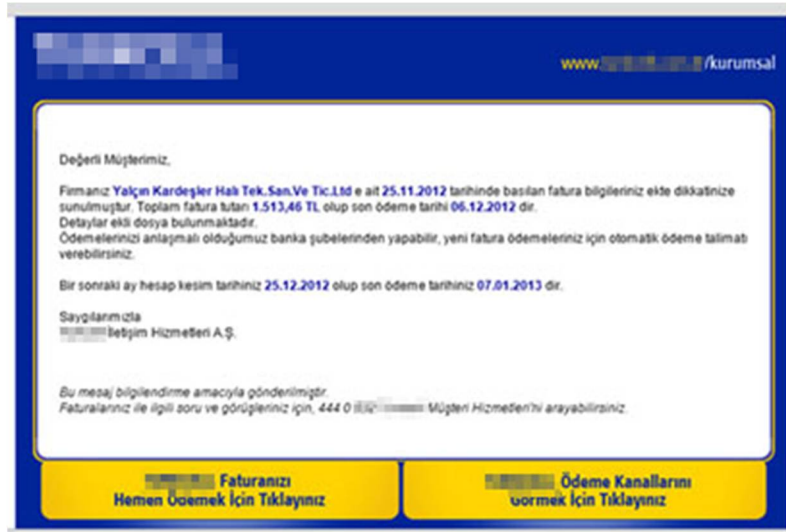 www. /kurumsal
Değerli Müşterimiz,
Firmanız Yalçın Kardeşler Halı Tek.San.Ve Tic.Ltd e ait 25.11.2012 tarihinde basılan fatura bilgileriniz ekte dikkatinize
sunulmuştur. Toplam fatura tutarı 1.513,46 TL olup son ödeme tarihi 06.12.2012 dir.
Detaylar ekli dosya bulunmaktadır.
Ödemelerinizi anlaşmalı olduğumuz banka şubelerinden yapabilir, yeni fatura ödemeleriniz için otomatik ödeme talimatı
verebilirsiniz.
Bir sonraki ay hesap kesim tarihiniz 25.12.2012 olup son ödeme tarihiniz 07.01.2013 dir.
Saygılarımızla
İletişim Hizmetleri A.Ş.
Bu mesaj bilgilendirme amacıyla gönderilmiştir.
Faturalarınız ile ilgili soru ve görüşleriniz için, 444 0 Müşteri Hizmetleri'ni arayabilirsiniz.
Faturanızı
Hemen Ödemek İçin Tıklayınız
Ödeme Kanallarını
Görmek İçin Tıklayınız